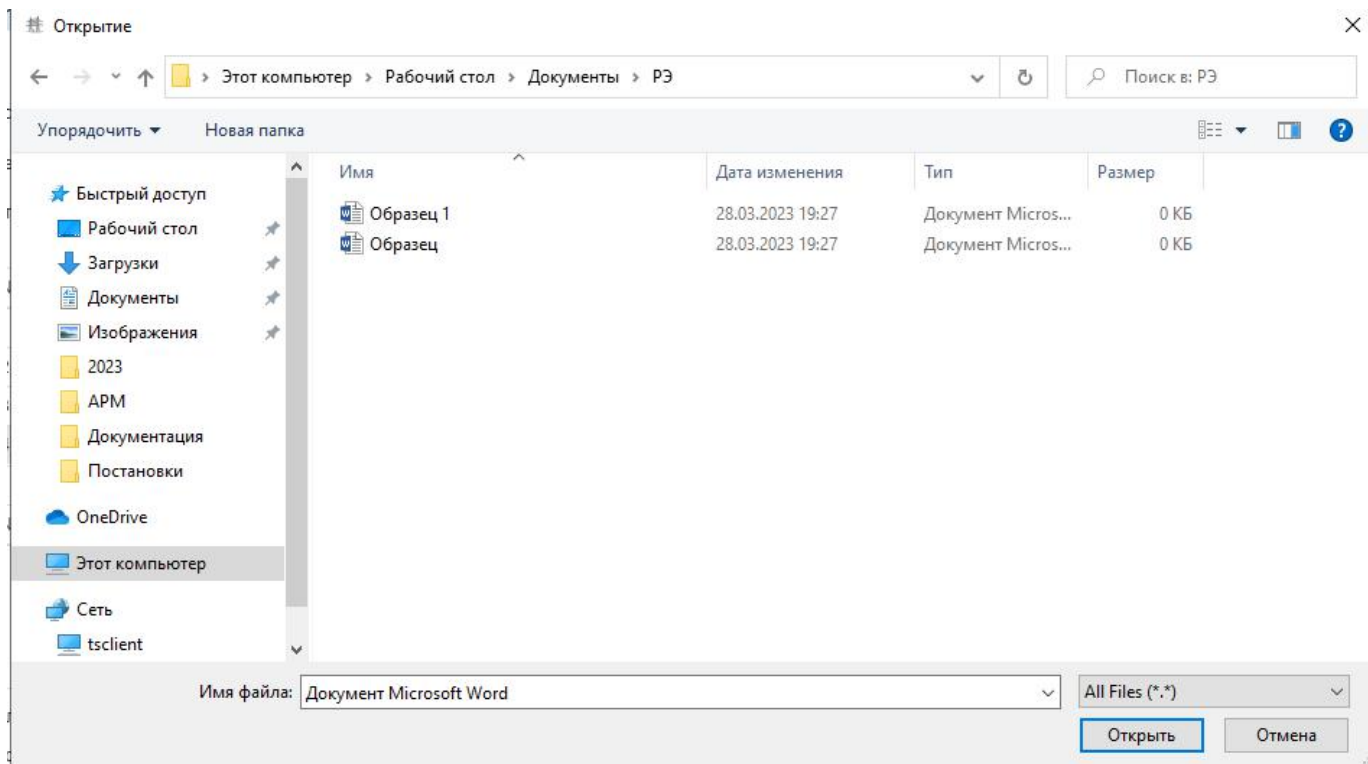 Открытие
Этот компьютер › Рабочий стол › Документы › РЭ
Поиск в: РЭ
Упорядочить
Новая папка
Имя Дата изменения Тип Размер
Образец 1 28.03.2023 19:27 Документ Micros... 0 КБ
Образец 28.03.2023 19:27 Документ Micros... 0 КБ
Быстрый доступ
Рабочий стол
Загрузки
Документы
Изображения
2023
АРМ
Документация
Постановки
OneDrive
Этот компьютер
Сеть
tsclient
Имя файла: Документ Microsoft Word
All Files (*.*)
Открыть
Отмена